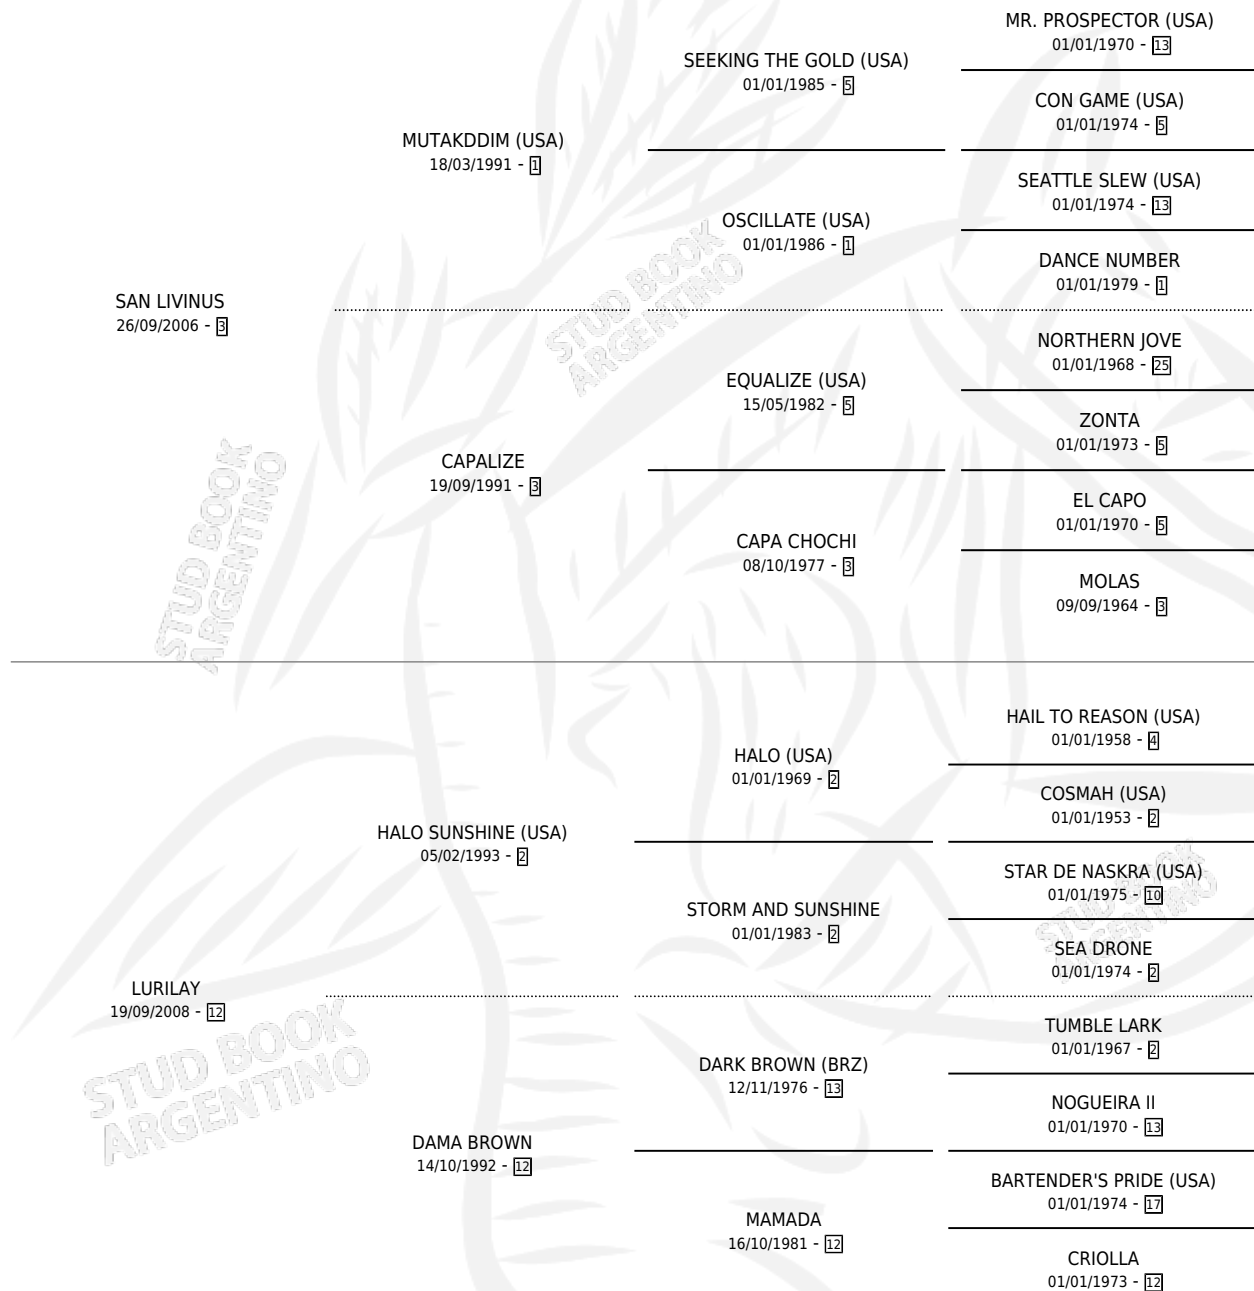 MR. PROSPECTOR (USA)
01/01/1970 - 13
SEEKING THE GOLD (USA)
01/01/1985 - 5
CON GAME (USA)
01/01/1974 - 5
MUTAKDDIM (USA)
18/03/1991 - 1
SEATTLE SLEW (USA)
01/01/1974 - 13
OSCILLATE (USA)
01/01/1986 - 1
DANCE NUMBER
01/01/1979 - 1
SAN LIVINUS
26/09/2006 - 3
NORTHERN JOVE
01/01/1968 - 25
EQUALIZE (USA)
15/05/1982 - 5
ZONTA
01/01/1973 - 5
CAPALIZE
19/09/1991 - 3
EL CAPO
01/01/1970 - 5
CAPA CHOCHI
08/10/1977 - 3
MOLAS
09/09/1964 - 3
HAIL TO REASON (USA)
01/01/1958 - 4
HALO (USA)
01/01/1969 - 2
COSMAH (USA)
01/01/1953 - 2
HALO SUNSHINE (USA)
05/02/1993 - 2
STAR DE NASKRA (USA)
01/01/1975 - 10
STORM AND SUNSHINE
01/01/1983 - 2
SEA DRONE
01/01/1974 - 2
LURILAY
19/09/2008 - 12
TUMBLE LARK
01/01/1967 - 2
DARK BROWN (BRZ)
12/11/1976 - 13
NOGUEIRA II
01/01/1970 - 13
DAMA BROWN
14/10/1992 - 12
BARTENDER'S PRIDE (USA)
01/01/1974 - 17
MAMADA
16/10/1981 - 12
CRIOLLA
01/01/1973 - 12
STUD BOOK
ARGENTINO
STUD BOOK
ARGENTINO
STUD BOOK
ARGENTINO
STUD BOOK
ARGENTINO